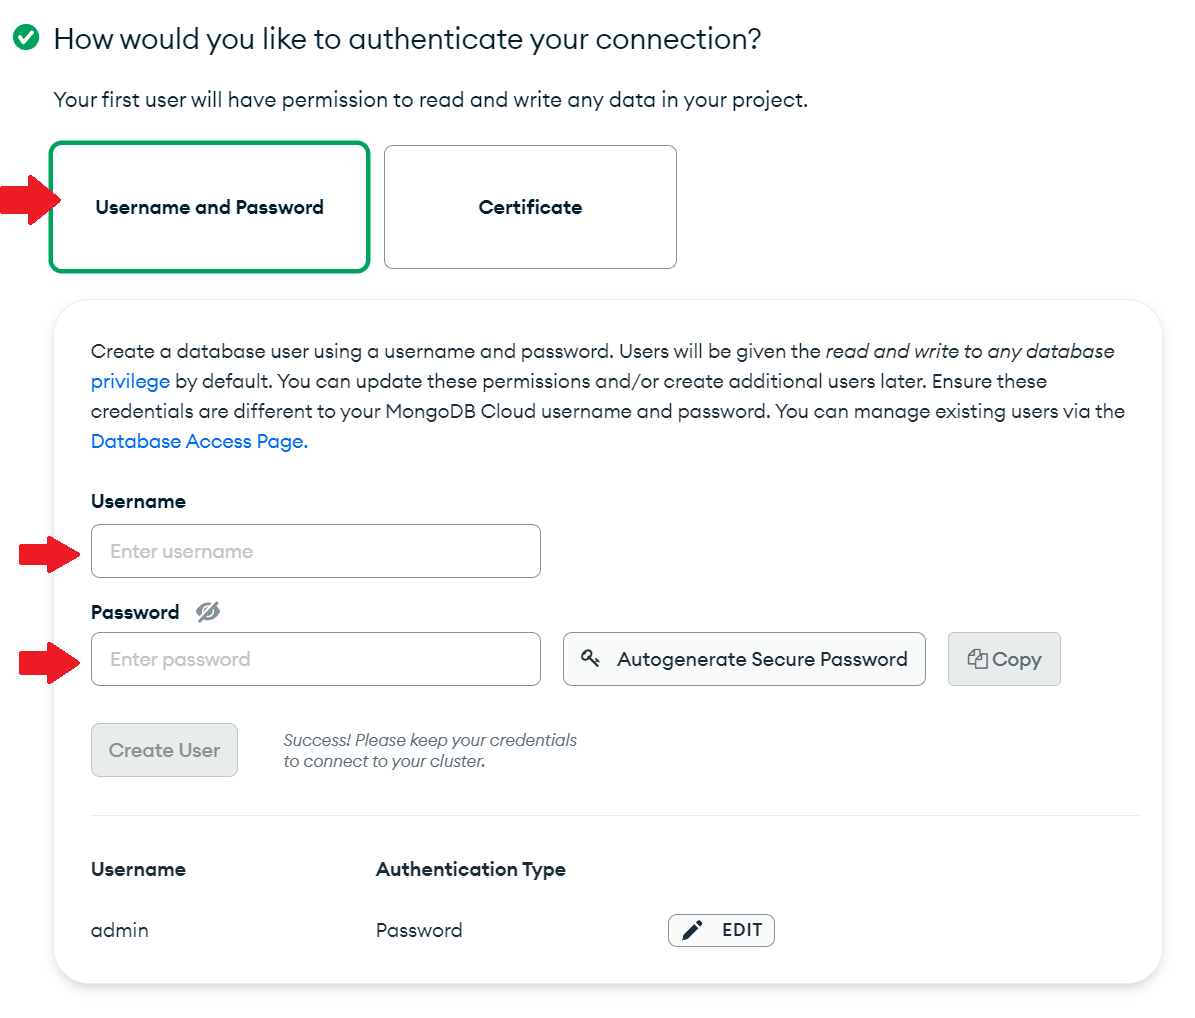 How would you like to authenticate your connection?
Your first user will have permission to read and write any data in your project.
Username and Password
Certificate
Create a database user using a username and password. Users will be given the read and write to any database
privilege by default. You can update these permissions and/or create additional users later. Ensure these
credentials are different to your MongoDB Cloud username and password. You can manage existing users via the
Database Access Page.
Username
Enter username
Password
Enter password
Autogenerate Secure Password
Copy
Create User
Success! Please keep your credentials
to connect to your cluster.
Username Authentication Type
admin Password EDIT